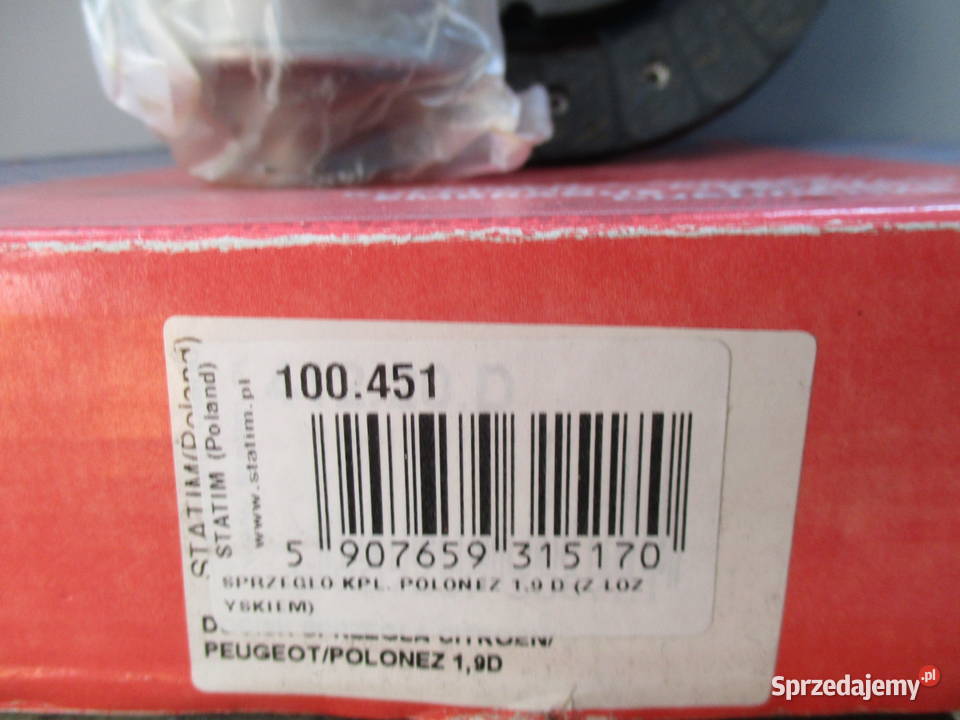 STATIM (Poland)
STATIM (Poland)
www.statim.pl
100.451
5 907659 315170
SPRZEGLO KPL. POLONEZ 1,9 D (Z LOZ
YSKIEM)
CITROEN/
PEUGEOT/POLONEZ 1,9D
Sprzedajemy.pl